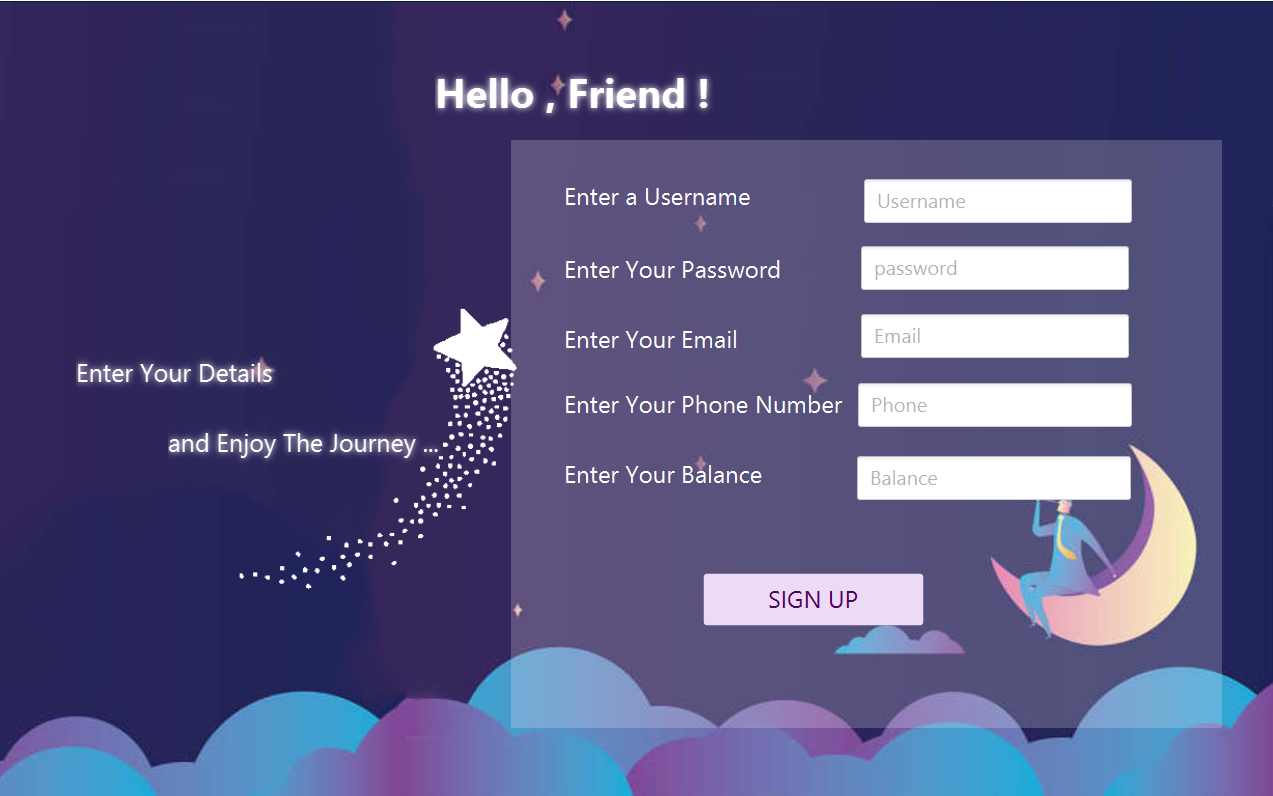 Hello , Friend !
Enter Your Details
and Enjoy The Journey ...
Enter a Username
Username
Enter Your Password
password
Enter Your Email
Email
Enter Your Phone Number
Phone
Enter Your Balance
Balance
SIGN UP